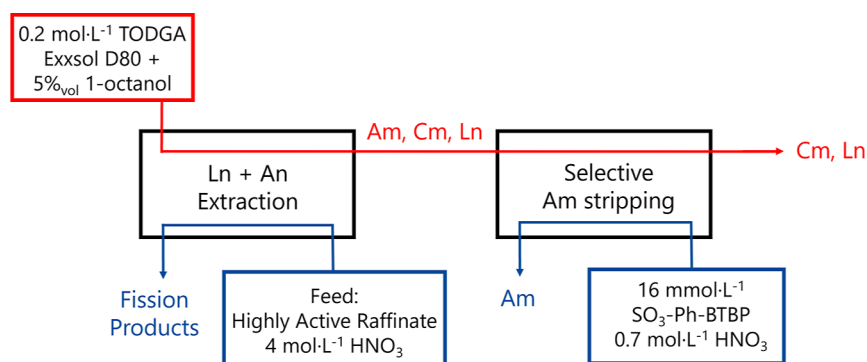 0.2 mol·L⁻¹ TODGA
Exxsol D80 +
5%vol 1-octanol
Am, Cm, Ln
Cm, Ln
Ln + An
Extraction
Selective
Am stripping
Fission
Products
Feed:
Highly Active Raffinate
4 mol·L⁻¹ HNO₃
Am
16 mmol·L⁻¹
SO₃-Ph-BTBP
0.7 mol·L⁻¹ HNO₃